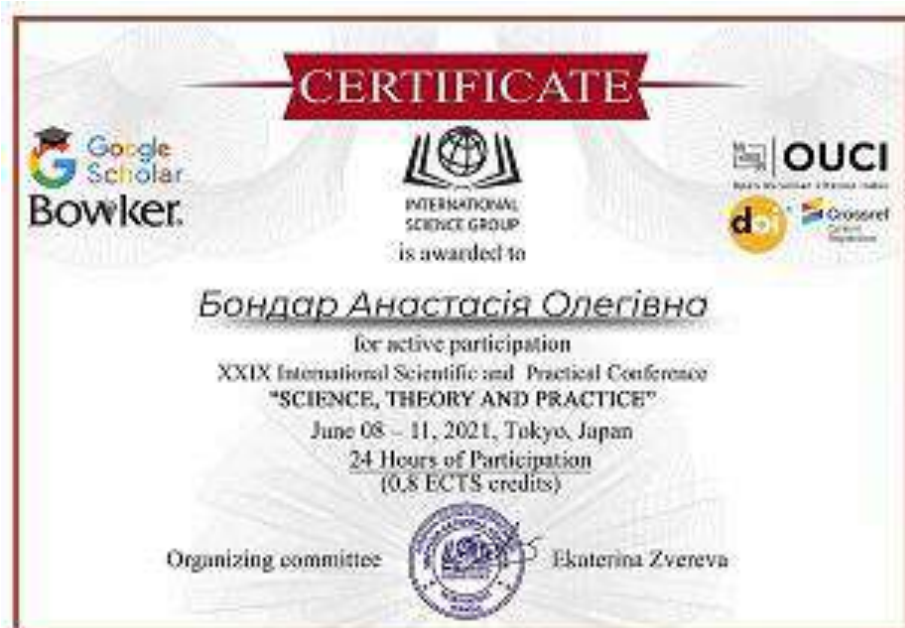 CERTIFICATE
Google
Scholar
Bowker.
INTERNATIONAL
SCIENCE GROUP
OUCI
doi
Crossref
is awarded to
Бондар Анастасія Олегівна
for active participation
XXIX International Scientific and Practical Conference
"SCIENCE, THEORY AND PRACTICE"
June 08 – 11, 2021, Tokyo, Japan
24 Hours of Participation
(0,8 ECTS credits)
Organizing committee
Ekaterina Zvereva